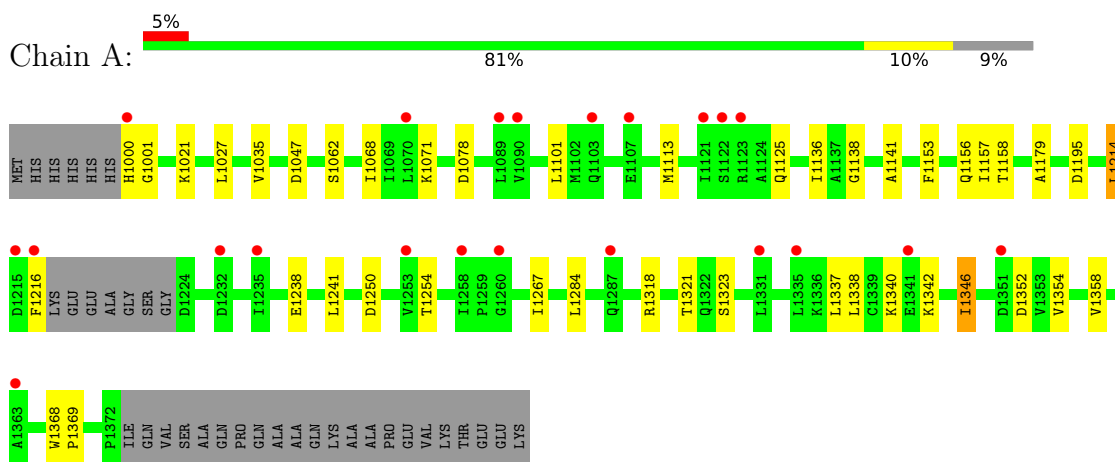 5%
Chain A:
81% 10% 9%
MET HIS HIS HIS HIS HIS H1000 G1001 K1021 L1027 V1035 D1047 S1062 I1068 I1069 L1070 K1071 D1078 L1089 V1090 L1101 M1102 Q1103 E1107 M1113 I1121 S1122 R1123 A1124 Q1125 I1136 A1137 G1138 A1141 F1153 Q1156 I1157 T1158 A1179 D1195 L1214
D1215 F1216 LYS GLU GLU ALA GLY SER GLY D1224 D1232 I1235 E1238 L1241 D1250 V1253 T1254 I1258 P1259 G1260 I1267 L1284 Q1287 R1318 T1321 Q1322 S1323 L1331 L1335 K1336 L1337 L1338 C1339 K1340 E1341 K1342 I1346 D1351 D1352 V1353 V1354 V1358
A1363 W1368 P1369 P1372 ILE GLN VAL SER ALA GLN PRO GLN ALA ALA GLN LYS ALA ALA PRO GLU VAL LYS THR GLU GLU LYS